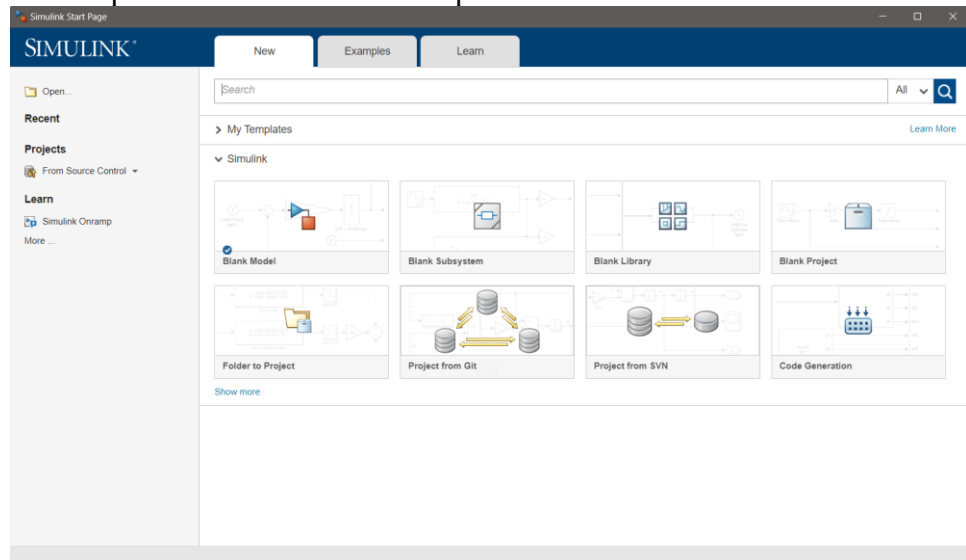 Simulink Start Page
SIMULINK®
New
Examples
Learn
Open...
Recent
Projects
From Source Control
Learn
Simulink Onramp
More ...
Search
All
My Templates
Learn More
Simulink
Blank Model
Blank Subsystem
Blank Library
Blank Project
Folder to Project
Project from Git
Project from SVN
Code Generation
Show more